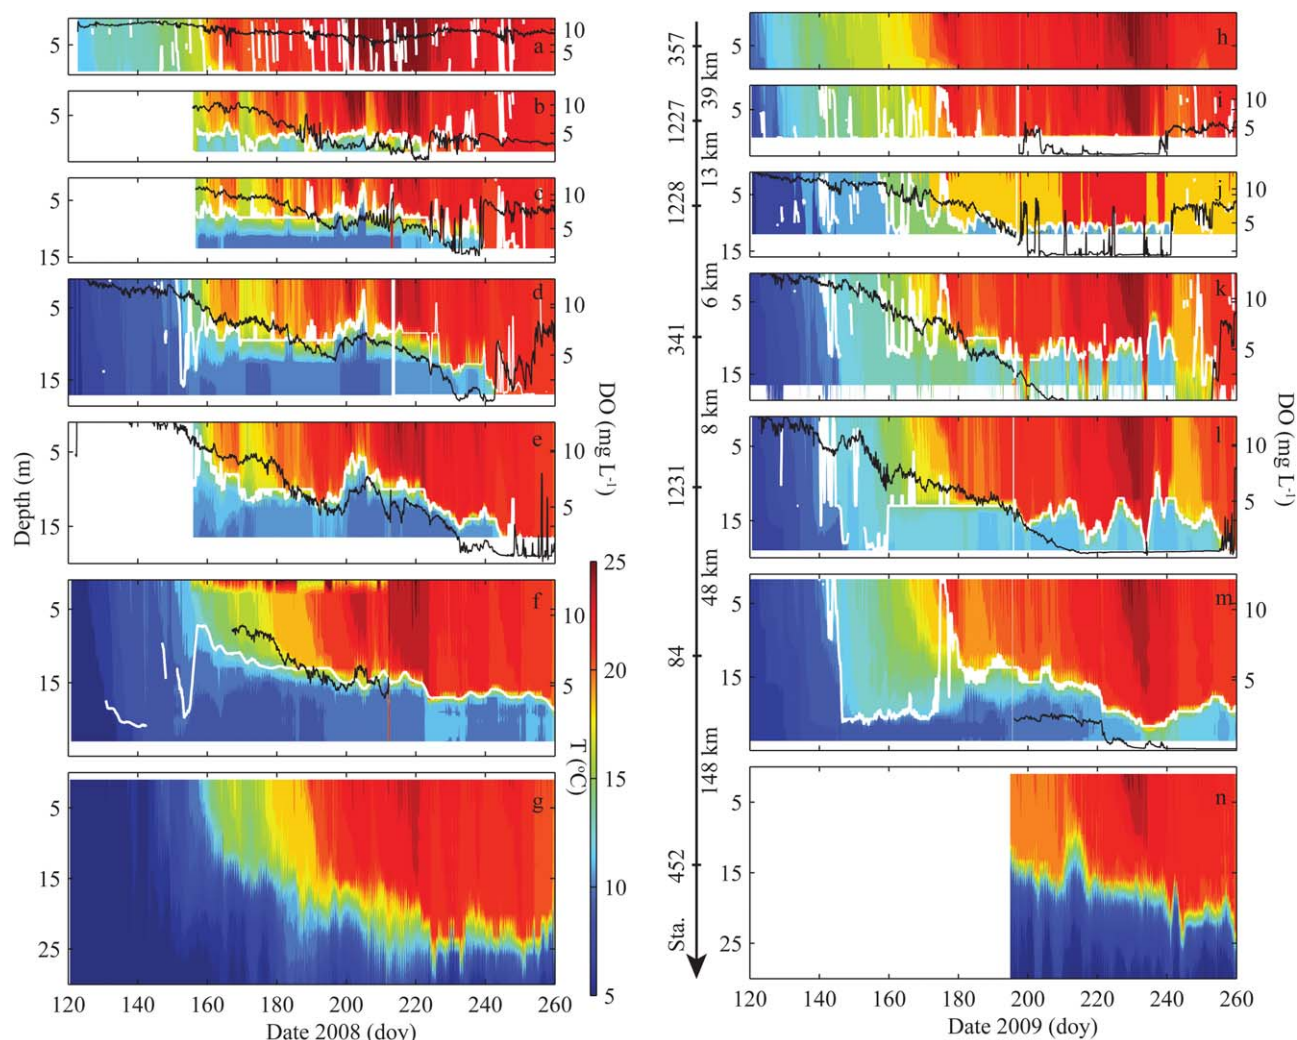 a
5
10
5
b
5
10
5
c
5
15
10
5
d
5
15
10
5
e
5
15
10
5
f
5
15
10
5
g
5
15
25
Depth (m)
DO (mg L⁻¹)
25
20
15
10
5
T (°C)
120 140 160 180 200 220 240 260
Date 2008 (doy)
357
39 km
1227
13 km
1228
6 km
341
8 km
1231
48 km
84
148 km
452
Sta.
h
5
i
5
10
5
j
5
15
10
5
k
5
15
10
5
l
5
15
10
5
m
5
15
10
5
n
5
15
25
DO (mg L⁻¹)
120 140 160 180 200 220 240 260
Date 2009 (doy)